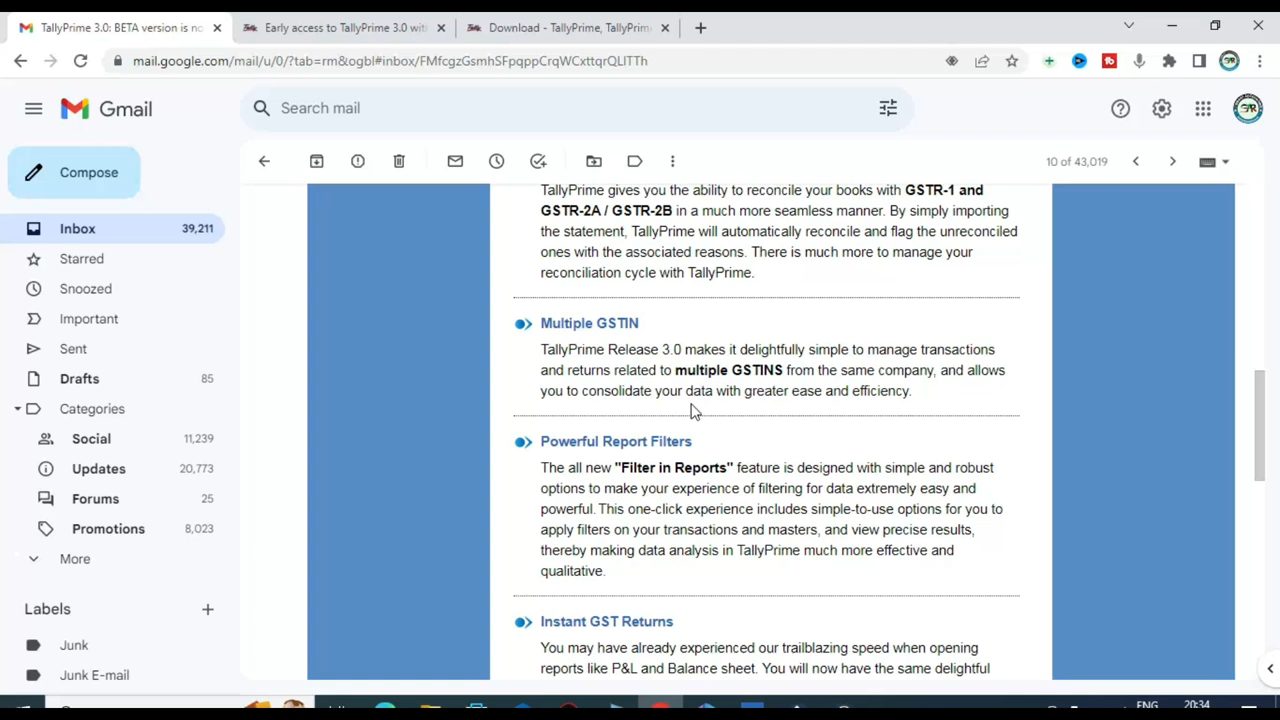 TallyPrime 3.0: BETA version is no
Early access to TallyPrime 3.0 wit
Download - TallyPrime, TallyPrim
mail.google.com/mail/u/0/?tab=rm&ogbl#inbox/FMfcgzGsmhSFpqppCrqWCxttqrQLlTTh
Gmail
Search mail
Compose
10 of 43,019
Inbox 39,211
Starred
Snoozed
Important
Sent
Drafts 85
Categories
Social 11,239
Updates 20,773
Forums 25
Promotions 8,023
More
Labels
Junk
Junk E-mail
TallyPrime gives you the ability to reconcile your books with GSTR-1 and
GSTR-2A / GSTR-2B in a much more seamless manner. By simply importing
the statement, TallyPrime will automatically reconcile and flag the unreconciled
ones with the associated reasons. There is much more to manage your
reconciliation cycle with TallyPrime.
Multiple GSTIN
TallyPrime Release 3.0 makes it delightfully simple to manage transactions
and returns related to multiple GSTINS from the same company, and allows
you to consolidate your data with greater ease and efficiency.
Powerful Report Filters
The all new "Filter in Reports" feature is designed with simple and robust
options to make your experience of filtering for data extremely easy and
powerful. This one-click experience includes simple-to-use options for you to
apply filters on your transactions and masters, and view precise results,
thereby making data analysis in TallyPrime much more effective and
qualitative.
Instant GST Returns
You may have already experienced our trailblazing speed when opening
reports like P&L and Balance sheet. You will now have the same delightful
ENG
20:34